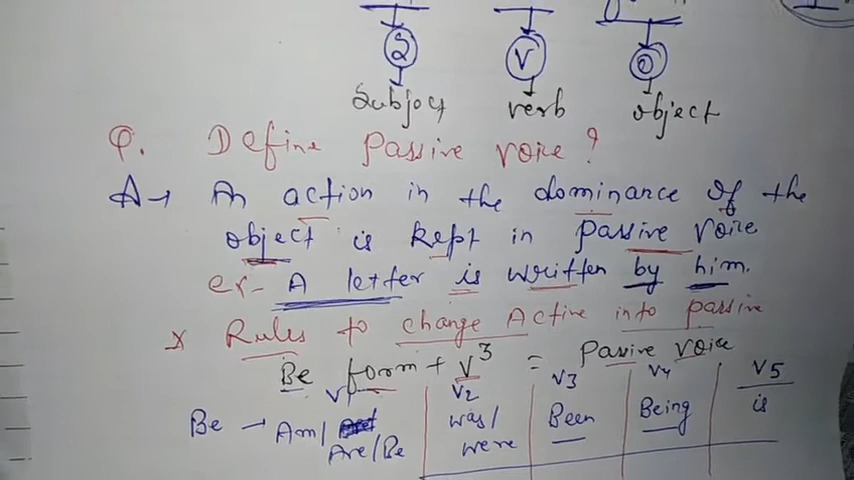 S V O
Subject verb object
Q. Define Passive Voice?
A→ An action in the dominance of the
object is kept in Passive Voice
ex- A letter is written by him.
x Rules to change Active into Passive
Be form + V³ = Passive Voice
V1 V2 V3 V4 V5
Be → Am/ was/ Been Being is
Are/Be were